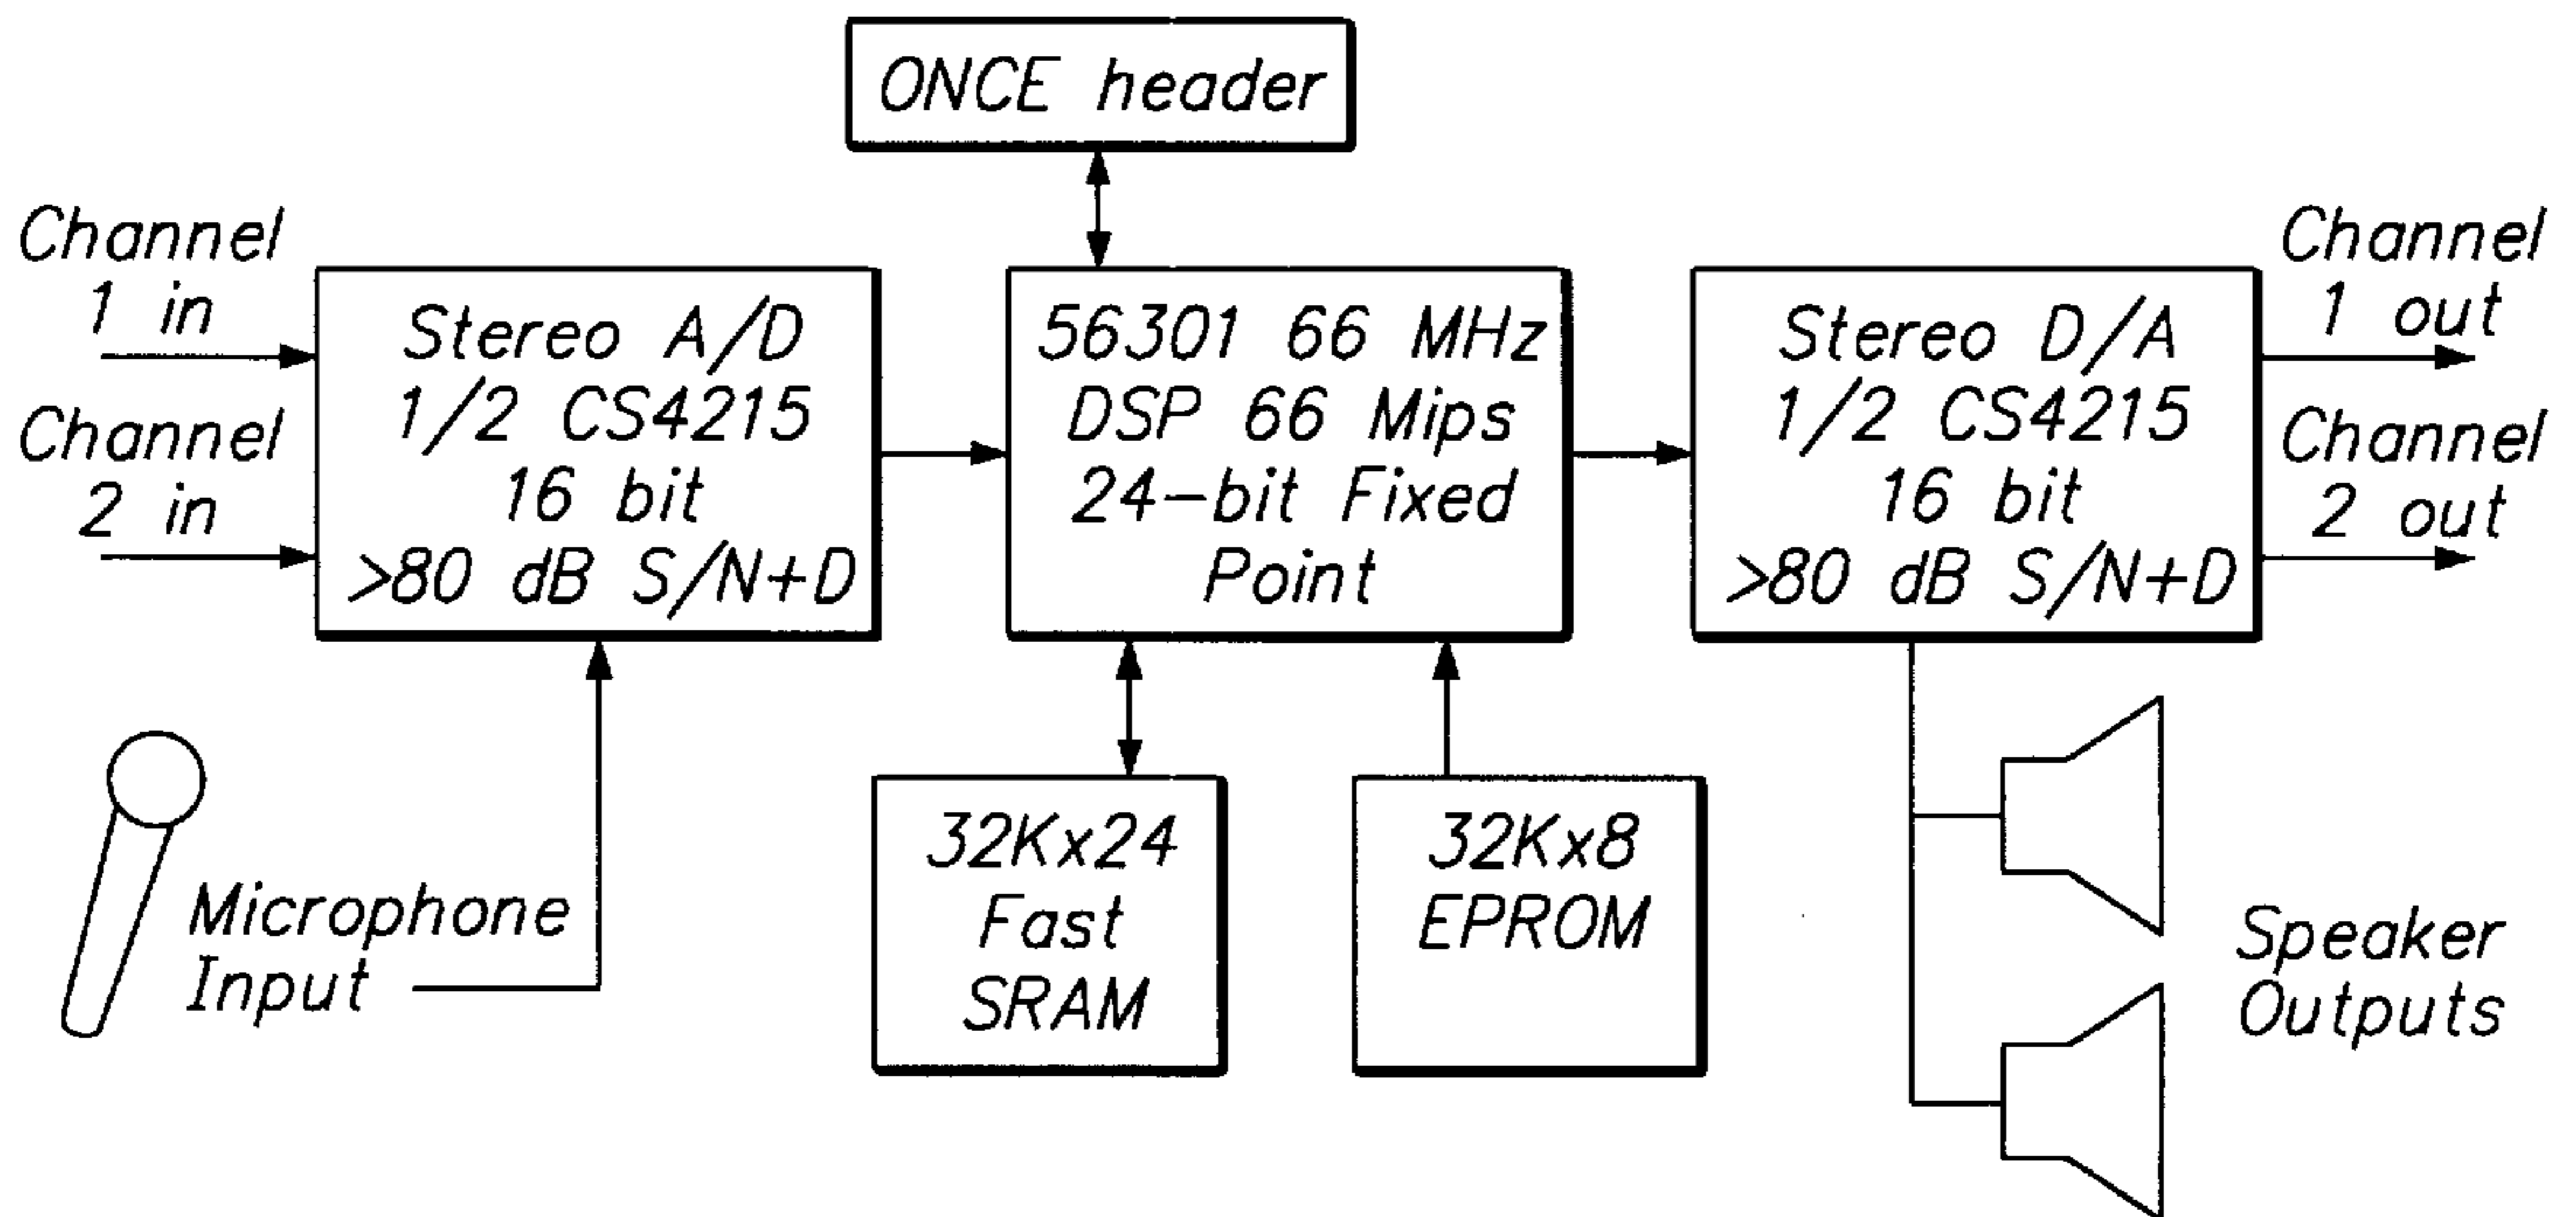 ONCE header
Channel
1 in
Channel
2 in
Stereo A/D
1/2 CS4215
16 bit
>80 dB S/N+D
56301 66 MHz
DSP 66 Mips
24-bit Fixed
Point
Stereo D/A
1/2 CS4215
16 bit
>80 dB S/N+D
Channel
1 out
Channel
2 out
Microphone
Input
32Kx24
Fast
SRAM
32Kx8
EPROM
Speaker
Outputs